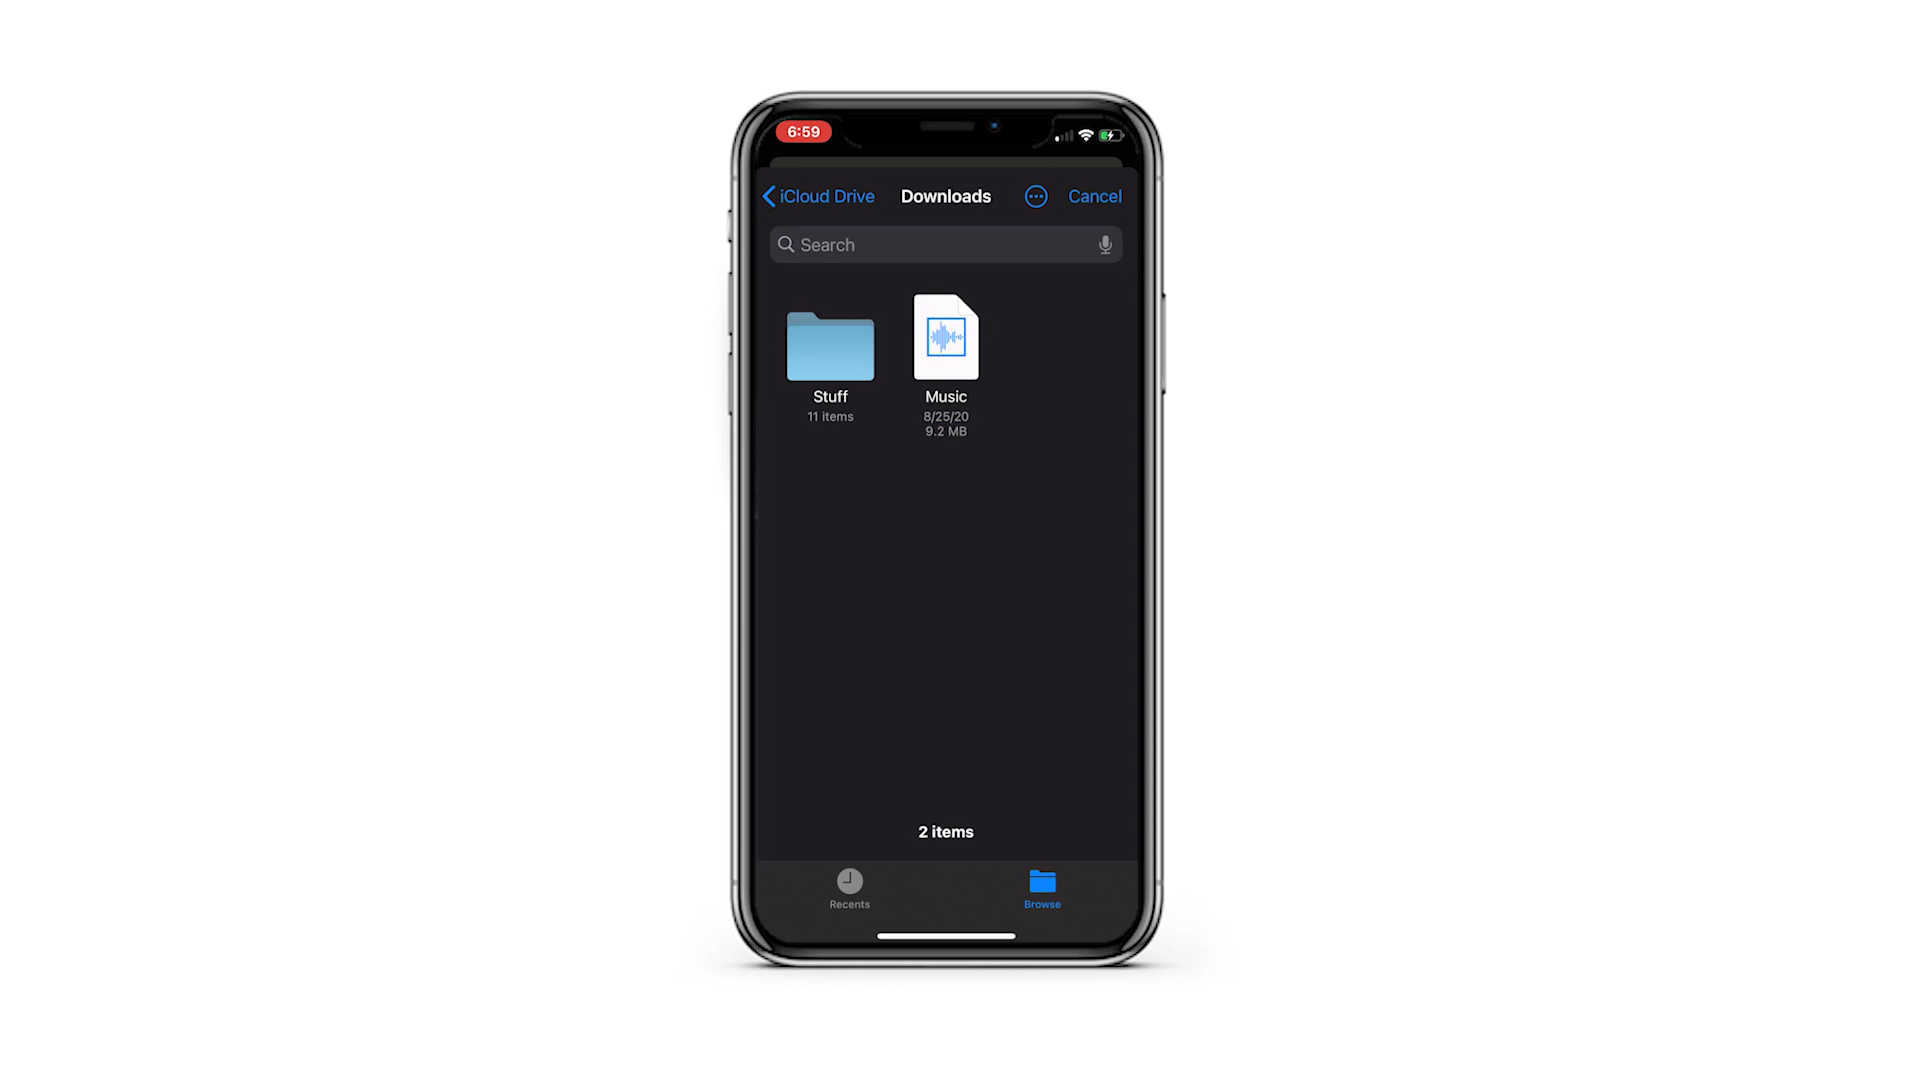 6:59
iCloud Drive
Downloads
Cancel
Search
Stuff
11 items
Music
8/25/20
9.2 MB
2 items
Recents
Browse